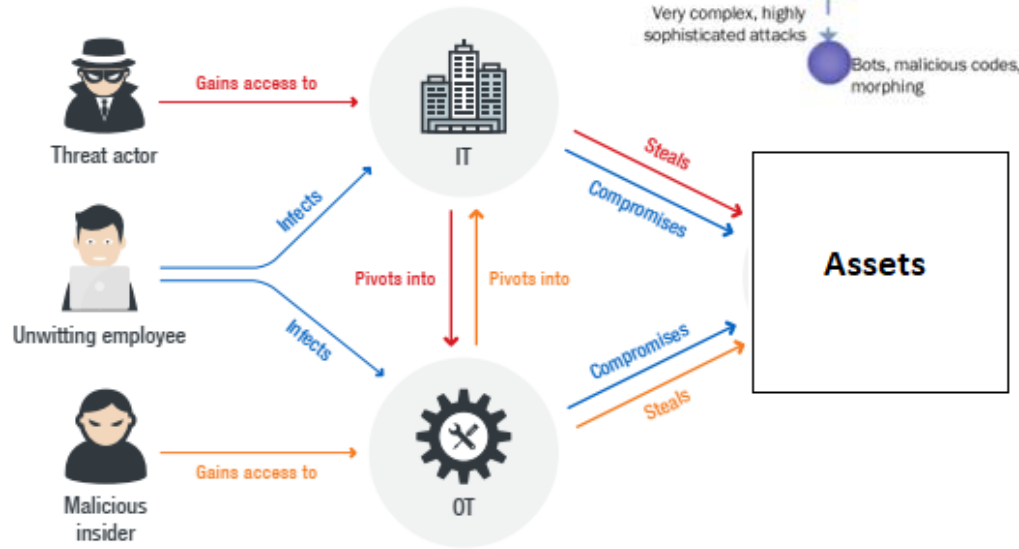 Very complex, highly
sophisticated attacks
Bots, malicious codes,
morphing
Threat actor
Gains access to
IT
Steals
Compromises
Infects
Unwitting employee
Infects
Pivots into
Pivots into
Assets
Compromises
Steals
Malicious
insider
Gains access to
OT